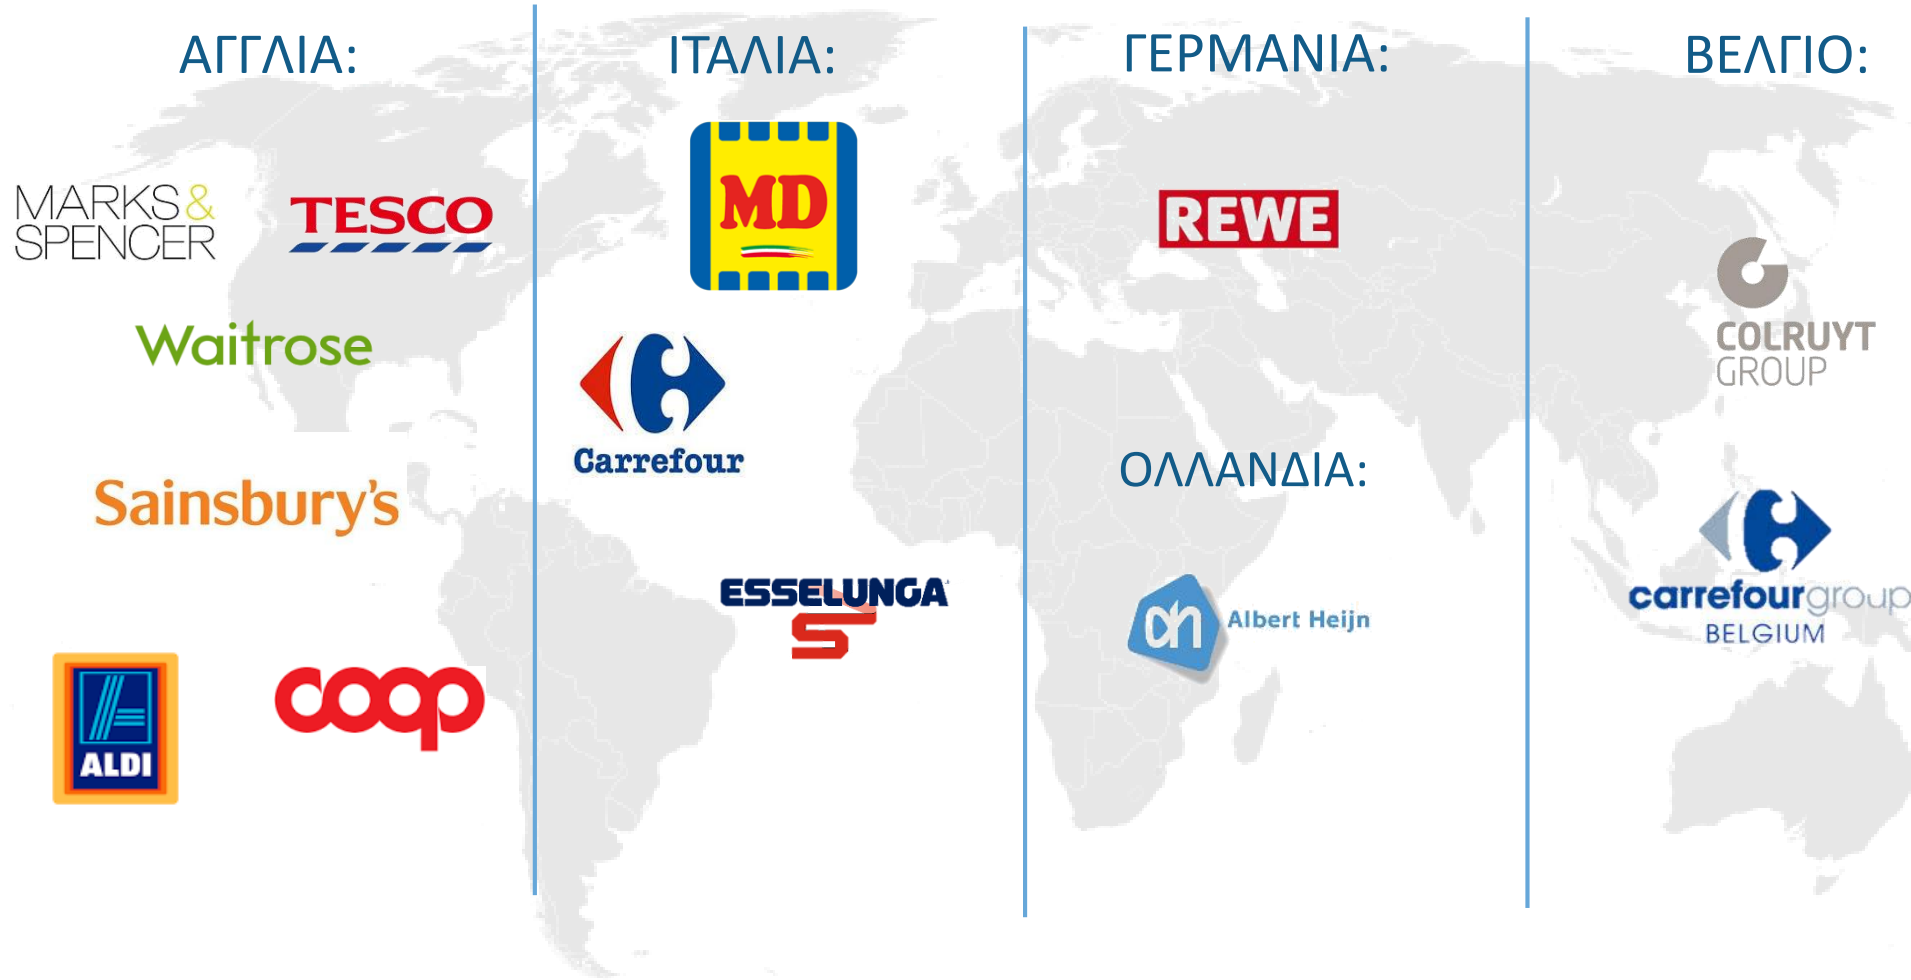 ΑΓΓΛΙΑ:
MARKS &
SPENCER
TESCO
Waitrose
Sainsbury's
ALDI
coop
ΙΤΑΛΙΑ:
MD
Carrefour
ESSELUNGA
S
ΓΕΡΜΑΝΙΑ:
REWE
ΟΛΛΑΝΔΙΑ:
ah Albert Heijn
ΒΕΛΓΙΟ:
COLRUYT
GROUP
carrefourgroup
BELGIUM